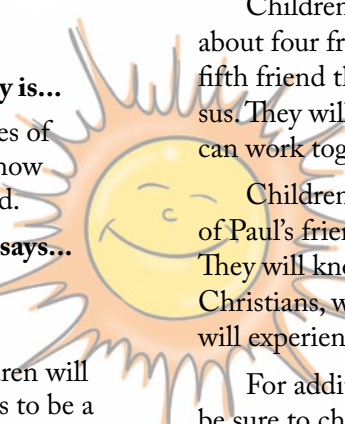 y is...
es of
now
d.
says...
ren will
s to be a
Children
about four fr
fifth friend th
sus. They will
can work tog
Children
of Paul's frien
They will kno
Christians, w
will experien
For addi
be sure to ch